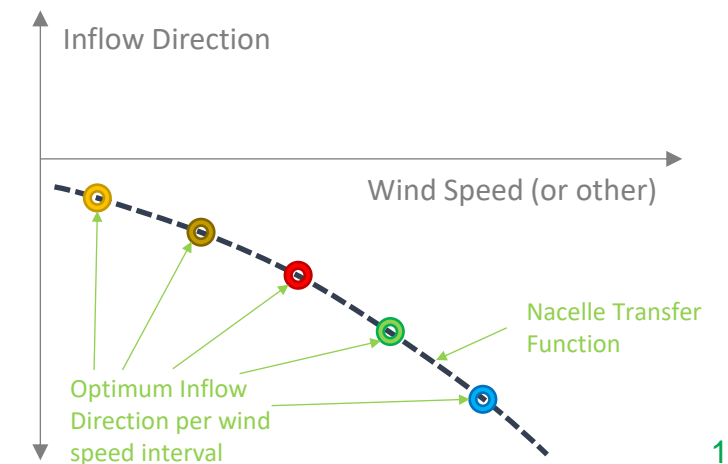 Inflow Direction
Wind Speed (or other)
Nacelle Transfer
Function
Optimum Inflow
Direction per wind
speed interval
1